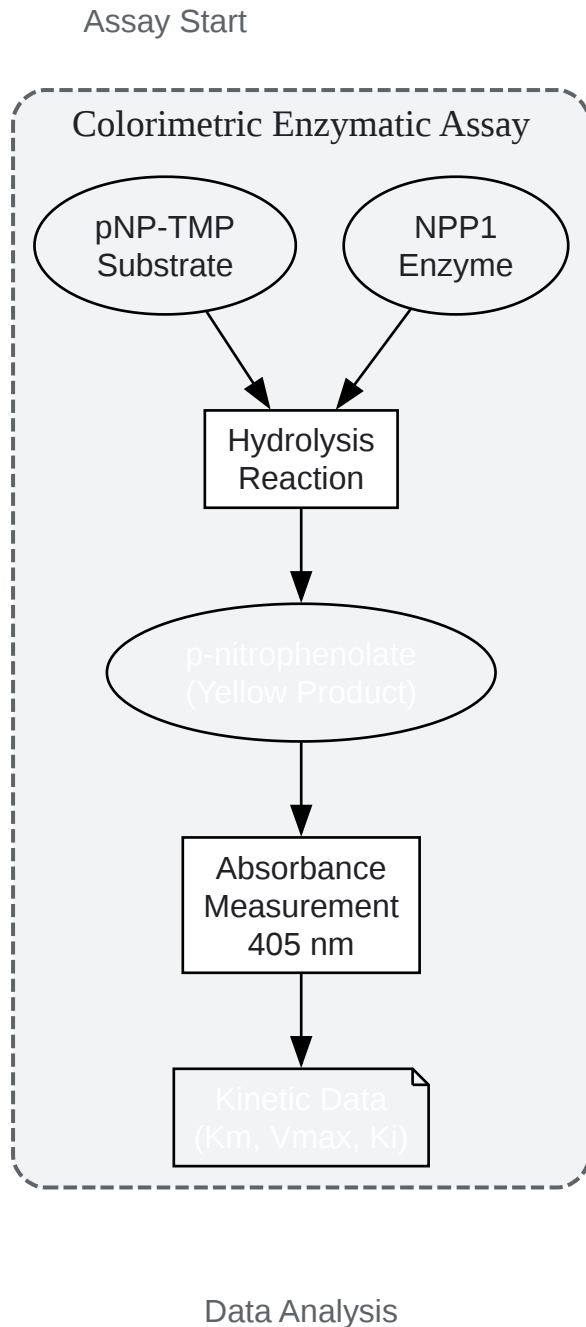 Assay Start
Colorimetric Enzymatic Assay
pNP-TMP
Substrate
NPP1
Enzyme
Hydrolysis
Reaction
p-nitrophenolate
(Yellow Product)
Absorbance
Measurement
405 nm
Kinetic Data
(Km, Vmax, Ki)
Data Analysis